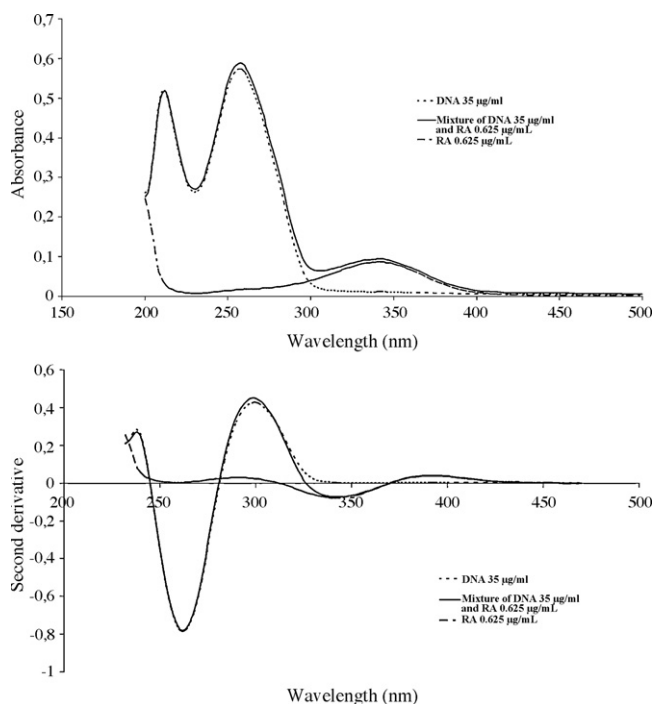 0,7
0,6
0,5
0,4
0,3
0,2
0,1
0
Absorbance
DNA 35 µg/ml
Mixture of DNA 35 µg/ml
and RA 0.625 µg/mL
RA 0.625 µg/mL
150 200 250 300 350 400 450 500
Wavelength (nm)
0,6
0,4
0,2
0
-0,2
-0,4
-0,6
-0,8
-1
Second derivative
200 250 300 350 400 450 500
DNA 35 µg/ml
Mixture of DNA 35 µg/ml
and RA 0.625 µg/mL
RA 0.625 µg/mL
Wavelength (nm)